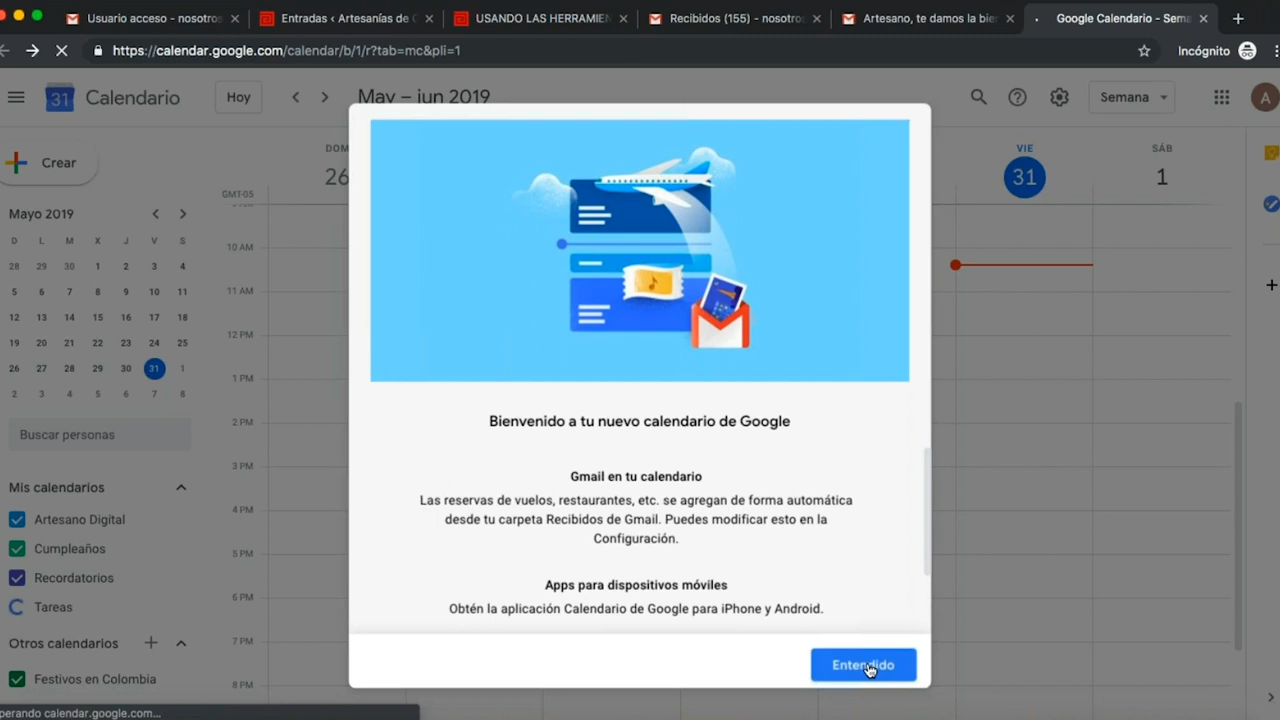 Usuario acceso - nosotros
Entradas ‹ Artesanías de
USANDO LAS HERRAMIEN
Recibidos (155) - nosotro
Artesano, te damos la bie
Google Calendario - Sema
https://calendar.google.com/calendar/b/1/r?tab=mc&pli=1
Incógnito
31 Calendario
Hoy
May – jun 2019
Semana
A
Crear
DOM
26
VIE
31
SÁB
1
GMT-05
Mayo 2019
D L M X J V S
28 29 30 1 2 3 4
5 6 7 8 9 10 11
12 13 14 15 16 17 18
19 20 21 22 23 24 25
26 27 28 29 30 31 1
2 3 4 5 6 7 8
Buscar personas
Mis calendarios
Artesano Digital
Cumpleaños
Recordatorios
Tareas
Otros calendarios
Festivos en Colombia
10 AM
11 AM
12 PM
1 PM
2 PM
3 PM
4 PM
5 PM
6 PM
7 PM
8 PM
Bienvenido a tu nuevo calendario de Google
Gmail en tu calendario
Las reservas de vuelos, restaurantes, etc. se agregan de forma automática
desde tu carpeta Recibidos de Gmail. Puedes modificar esto en la
Configuración.
Apps para dispositivos móviles
Obtén la aplicación Calendario de Google para iPhone y Android.
Entendido
perando calendar.google.com...